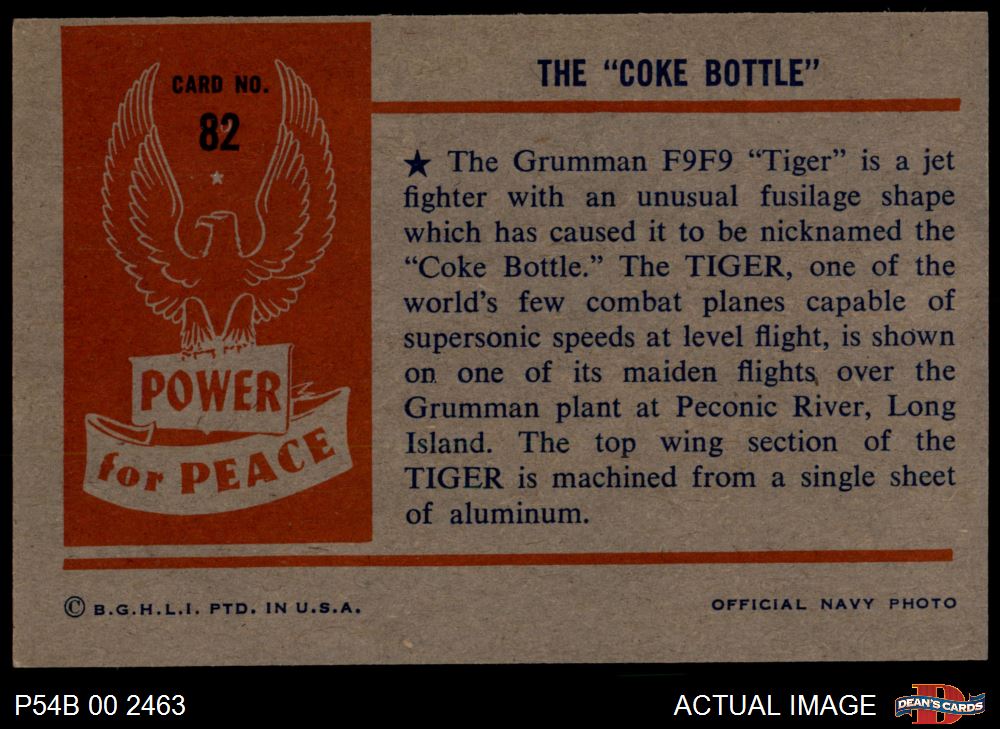 CARD NO.
82
POWER
for PEACE
THE “COKE BOTTLE”
★ The Grumman F9F9 “Tiger” is a jet
fighter with an unusual fusilage shape
which has caused it to be nicknamed the
“Coke Bottle.” The TIGER, one of the
world’s few combat planes capable of
supersonic speeds at level flight, is shown
on one of its maiden flights over the
Grumman plant at Peconic River, Long
Island. The top wing section of the
TIGER is machined from a single sheet
of aluminum.
© B.G.H.L.I. PTD. IN U.S.A.
OFFICIAL NAVY PHOTO
P54B 00 2463
ACTUAL IMAGE
D
DEAN'S CARDS